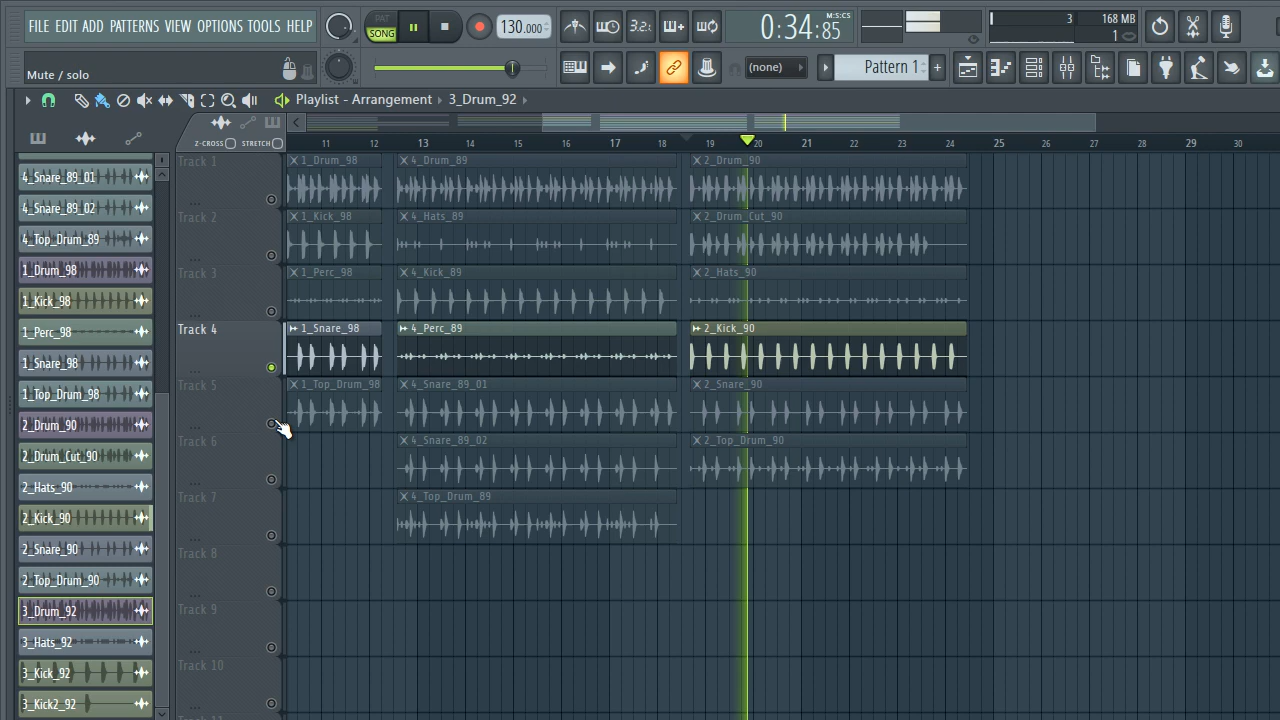 FILE EDIT ADD PATTERNS VIEW OPTIONS TOOLS HELP
PAT
SONG
130.000
3.2.1
0:34:85
M:S:CS
3
168 MB
1
Mute / solo
(none)
Pattern 1
Playlist - Arrangement
3_Drum_92
Z-CROSS
STRETCH
11 12 13 14 15 16 17 18 19 20 21 22 23 24 25 26 27 28 29 30
4_Snare_89_01
4_Snare_89_02
4_Top_Drum_89
1_Drum_98
1_Kick_98
1_Perc_98
1_Snare_98
1_Top_Drum_98
2_Drum_90
2_Drum_Cut_90
2_Hats_90
2_Kick_90
2_Snare_90
2_Top_Drum_90
3_Drum_92
3_Hats_92
3_Kick_92
3_Kick2_92
Track 1
1_Drum_98
4_Drum_89
2_Drum_90
Track 2
1_Kick_98
4_Hats_89
2_Drum_Cut_90
Track 3
1_Perc_98
4_Kick_89
2_Hats_90
Track 4
1_Snare_98
4_Perc_89
2_Kick_90
Track 5
1_Top_Drum_98
4_Snare_89_01
2_Snare_90
Track 6
4_Snare_89_02
2_Top_Drum_90
Track 7
4_Top_Drum_89
Track 8
Track 9
Track 10